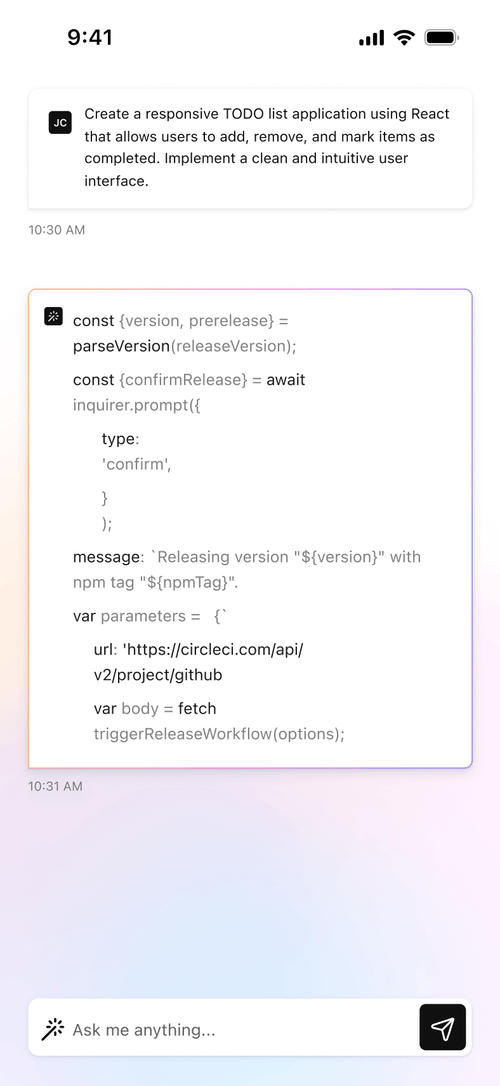 9:41
JC
Create a responsive TODO list application using React
that allows users to add, remove, and mark items as
completed. Implement a clean and intuitive user
interface.
10:30 AM
const {version, prerelease} =
parseVersion(releaseVersion);
const {confirmRelease} = await
inquirer.prompt({
type:
'confirm',
}
);
message: `Releasing version "${version}" with
npm tag "${npmTag}".
var parameters = {`
url: 'https://circleci.com/api/
v2/project/github
var body = fetch
triggerReleaseWorkflow(options);
10:31 AM
Ask me anything...